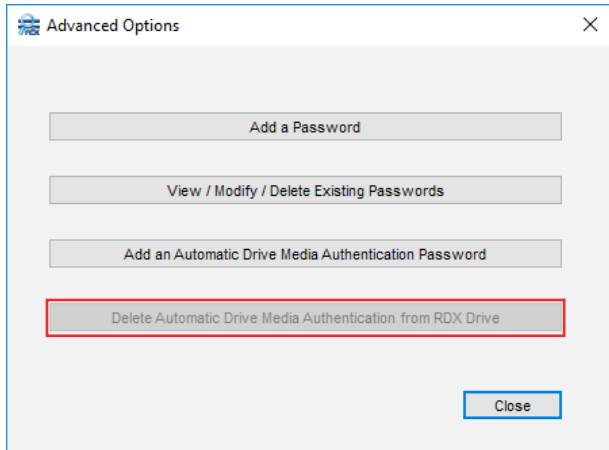 Advanced Options
Add a Password
View / Modify / Delete Existing Passwords
Add an Automatic Drive Media Authentication Password
Delete Automatic Drive Media Authentication from RDX Drive
Close